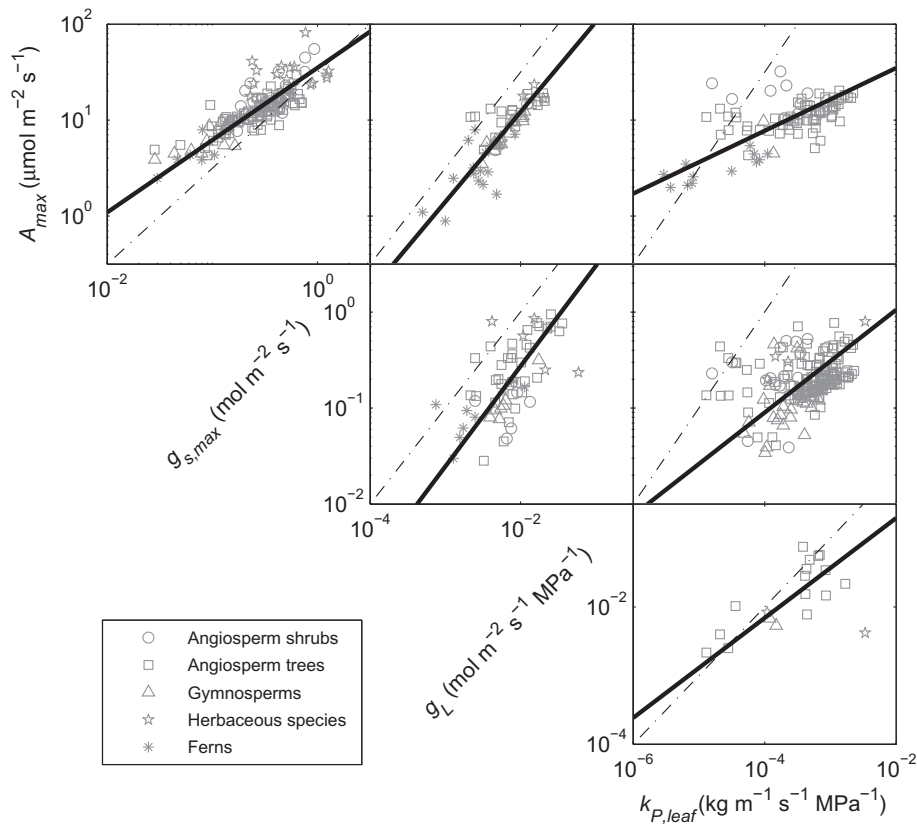 10²
10¹
10⁰
A_max (μmol m⁻² s⁻¹)
10⁻²
10⁰
g_s,max (mol m⁻² s⁻¹)
10⁰
10⁻¹
10⁻²
10⁻⁴
10⁻²
g_L (mol m⁻² s⁻¹ MPa⁻¹)
10⁻²
10⁻⁴
10⁻⁶
10⁻⁴
10⁻²
k_P,leaf (kg m⁻¹ s⁻¹ MPa⁻¹)
Angiosperm shrubs
Angiosperm trees
Gymnosperms
Herbaceous species
Ferns